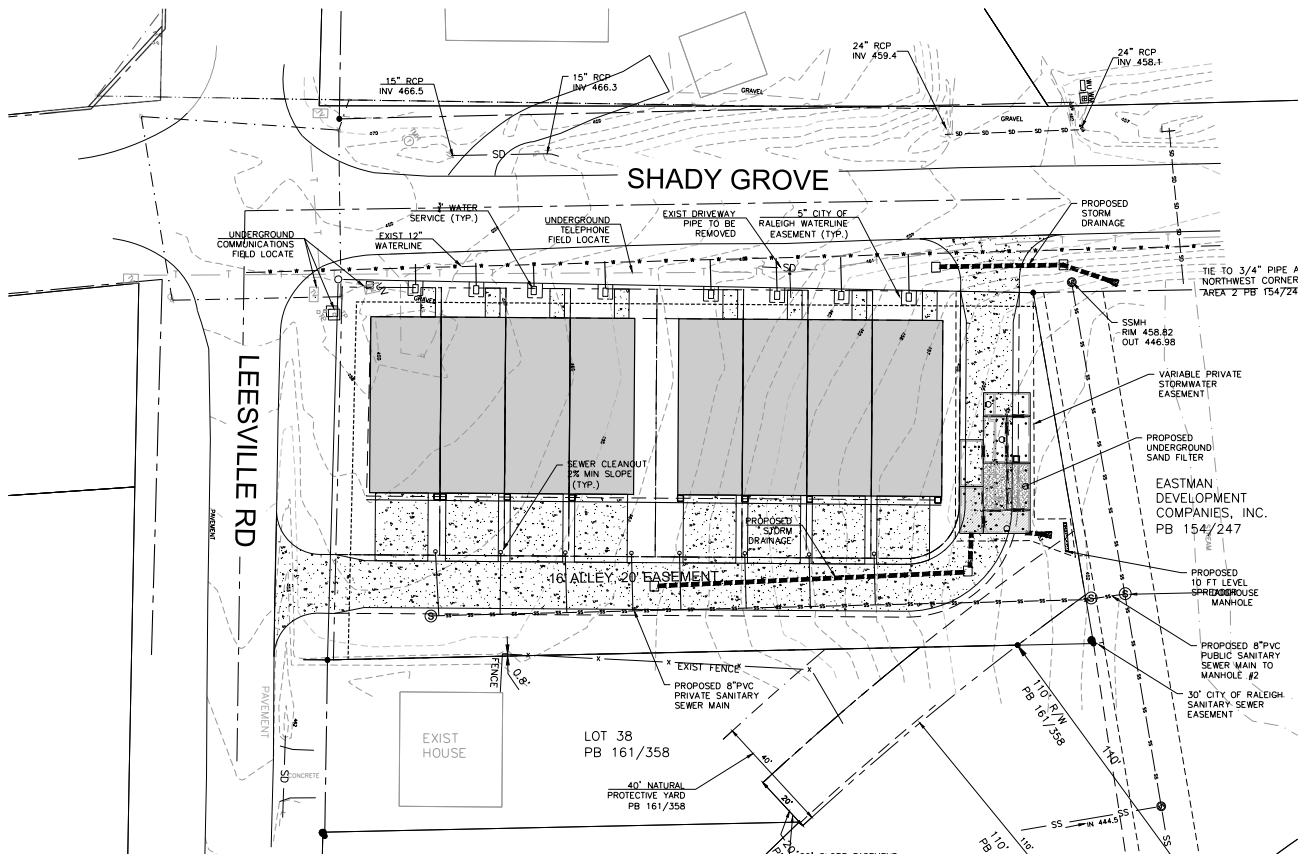 24" RCP
INV 459.4
24" RCP
INV 458.1
15" RCP
INV 466.5
15" RCP
INV 466.3
GRAVEL
GRAVEL
SD
SHADY GROVE
WATER
SERVICE (TYP.)
UNDERGROUND
TELEPHONE
FIELD LOCATE
EXIST DRIVEWAY
PIPE TO BE
REMOVED
5" CITY OF
RALEIGH WATERLINE
EASEMENT (TYP.)
PROPOSED
STORM
DRAINAGE
UNDERGROUND
COMMUNICATIONS
FIELD LOCATE
EXIST 12"
WATERLINE
SD
GRAVEL
TIE TO 3/4" PIPE A
NORTHWEST CORNER
AREA 2 PB 154/24
SSMH
RIM 458.82
OUT 446.98
LEESVILLE RD
VARIABLE PRIVATE
STORMWATER
EASEMENT
PROPOSED
UNDERGROUND
SAND FILTER
SEWER CLEANOUT
2% MIN SLOPE
(TYP.)
EASTMAN
DEVELOPMENT
COMPANIES, INC.
PB 154/247
PAVEMENT
PROPOSED
STORM
DRAINAGE
16' ALLEY, 20' EASEMENT
PROPOSED
10 FT LEVEL
SPREADER
MANHOLE
EXIST FENCE
FENCE
0.8'
PROPOSED 8"PVC
PRIVATE SANITARY
SEWER MAIN
PROPOSED 8"PVC
PUBLIC SANITARY
SEWER MAIN TO
MANHOLE #2
30' CITY OF RALEIGH
SANITARY SEWER
EASEMENT
PAVEMENT
EXIST
HOUSE
LOT 38
PB 161/358
110' R/W
PB 161/358
140'
40'
20'
40' NATURAL
PROTECTIVE YARD
PB 161/358
SD
CONCRETE
SS
IN 444.5
SS
SS
110'
PB
110'
20'